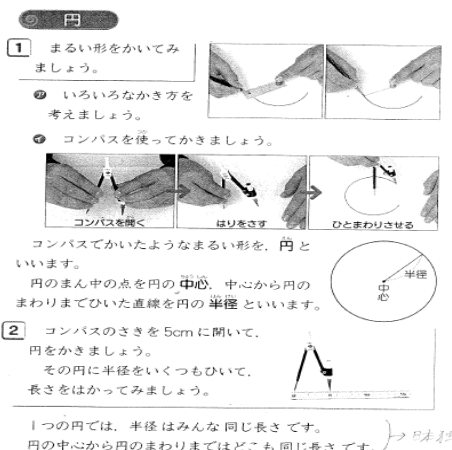 円
1 まるい形をかいてみ
ましょう。
㋐ いろいろなかき方を
考えましょう。
㋑ コンパスを使ってかきましょう。
コンパスを開く
はりをさす
ひとまわりさせる
コンパスでかいたようなまるい形を，円と
いいます。
円のまん中の点を円の中心，中心から円の
まわりまでひいた直線を円の半径といいます。
半径
中心
2 コンパスのさきを5cmに開いて，
円をかきましょう。
その円に半径をいくつもひいて，
長さをはかってみましょう。
1つの円では，半径はみんな同じ長さです。
円の中心から円のまわりまではどこも同じ長さです。